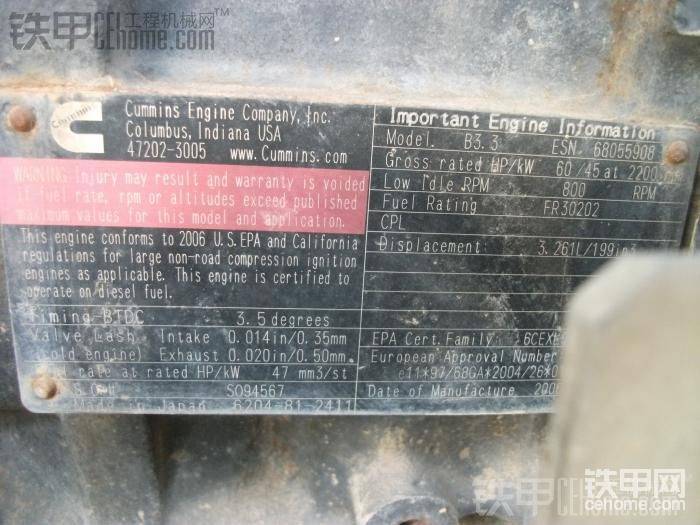 铁甲工程机械网™
CEhome.com
Cummins Engine Company, Inc.
Columbus, Indiana USA
47202-3005 www.Cummins.com
WARNING Injury may result and warranty is voided
if fuel rate, rpm or altitudes exceed published
maximum values for this model and application.
This engine conforms to 2006 U.S.EPA and California
regulations for large non-road compression ignition
engines as applicable. This engine is certified to
operate on diesel fuel.
Timing-BTDC 3.5 degrees
Valve Lash Intake 0.014in/0.35mm
cold engine) Exhaust 0.020in/0.50mm
rate at rated HP/kW 47 mm3/st
S.O. SO94567
Made in Japan 6204-81-2411
Important Engine Information
Model. B3.3 ESN 68055908
Gross rated HP/kW 60/45 at 2200
Low Idle RPM 800 RPM
Fuel Rating FR30202
CPL
Displacement: 3.261L/199in3
EPA Cert. Family:
European Approval Number
e11*97/68GA*2004/26*
Date of Manufacture
铁甲
CEhome.com
铁甲网
CEHOME.COM